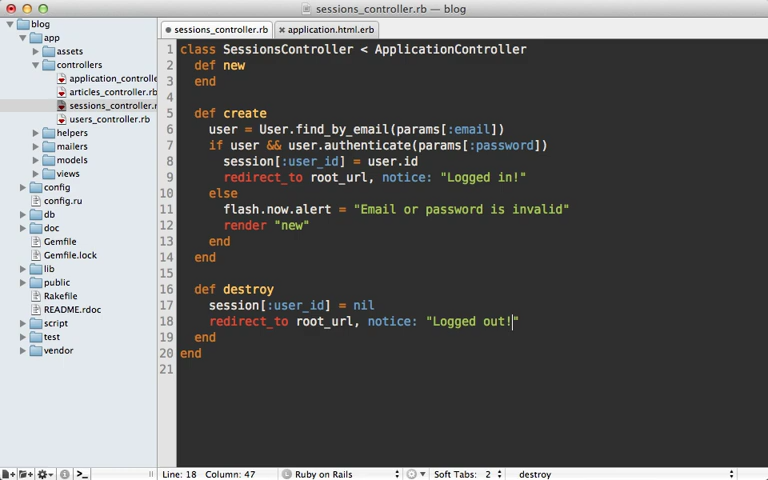 sessions_controller.rb — blog
blog
app
assets
controllers
application_controlle
articles_controller.rb
sessions_controller.r
users_controller.rb
helpers
mailers
models
views
config
config.ru
db
doc
Gemfile
Gemfile.lock
lib
public
Rakefile
README.rdoc
script
test
vendor
sessions_controller.rb
application.html.erb
1 class SessionsController < ApplicationController
2 def new
3 end
4
5 def create
6 user = User.find_by_email(params[:email])
7 if user && user.authenticate(params[:password])
8 session[:user_id] = user.id
9 redirect_to root_url, notice: "Logged in!"
10 else
11 flash.now.alert = "Email or password is invalid"
12 render "new"
13 end
14 end
15
16 def destroy
17 session[:user_id] = nil
18 redirect_to root_url, notice: "Logged out!"
19 end
20 end
21
Line: 18 Column: 47 Ruby on Rails Soft Tabs: 2 destroy